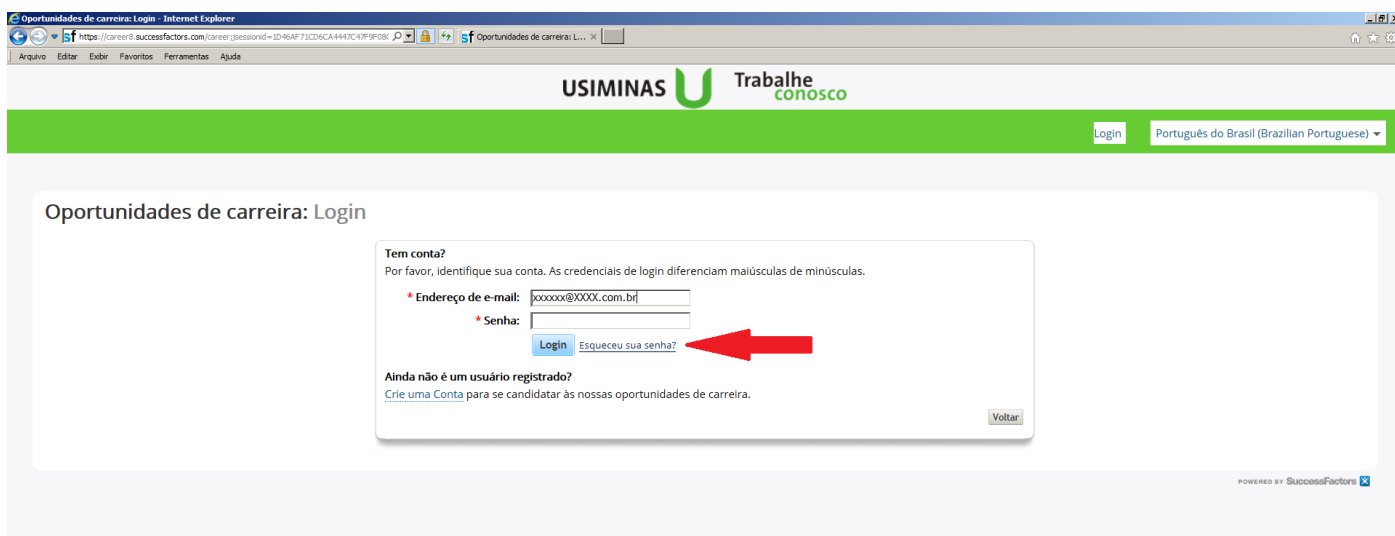 Oportunidades de carreira: Login - Internet Explorer
https://career8.successfactors.com/career;jsessionid=1D46AF71CD6CA4447C47F9F08( Oportunidades de carreira: L...
Arquivo Editar Exibir Favoritos Ferramentas Ajuda
USIMINAS Trabalhe
conosco
Login Português do Brasil (Brazilian Portuguese)
Oportunidades de carreira: Login
Tem conta?
Por favor, identifique sua conta. As credenciais de login diferenciam maiúsculas de minúsculas.
* Endereço de e-mail: xxxxxx@XXXX.com.br
* Senha:
Login Esqueceu sua senha?
Ainda não é um usuário registrado?
Crie uma Conta para se candidatar às nossas oportunidades de carreira.
Voltar
POWERED BY SuccessFactors